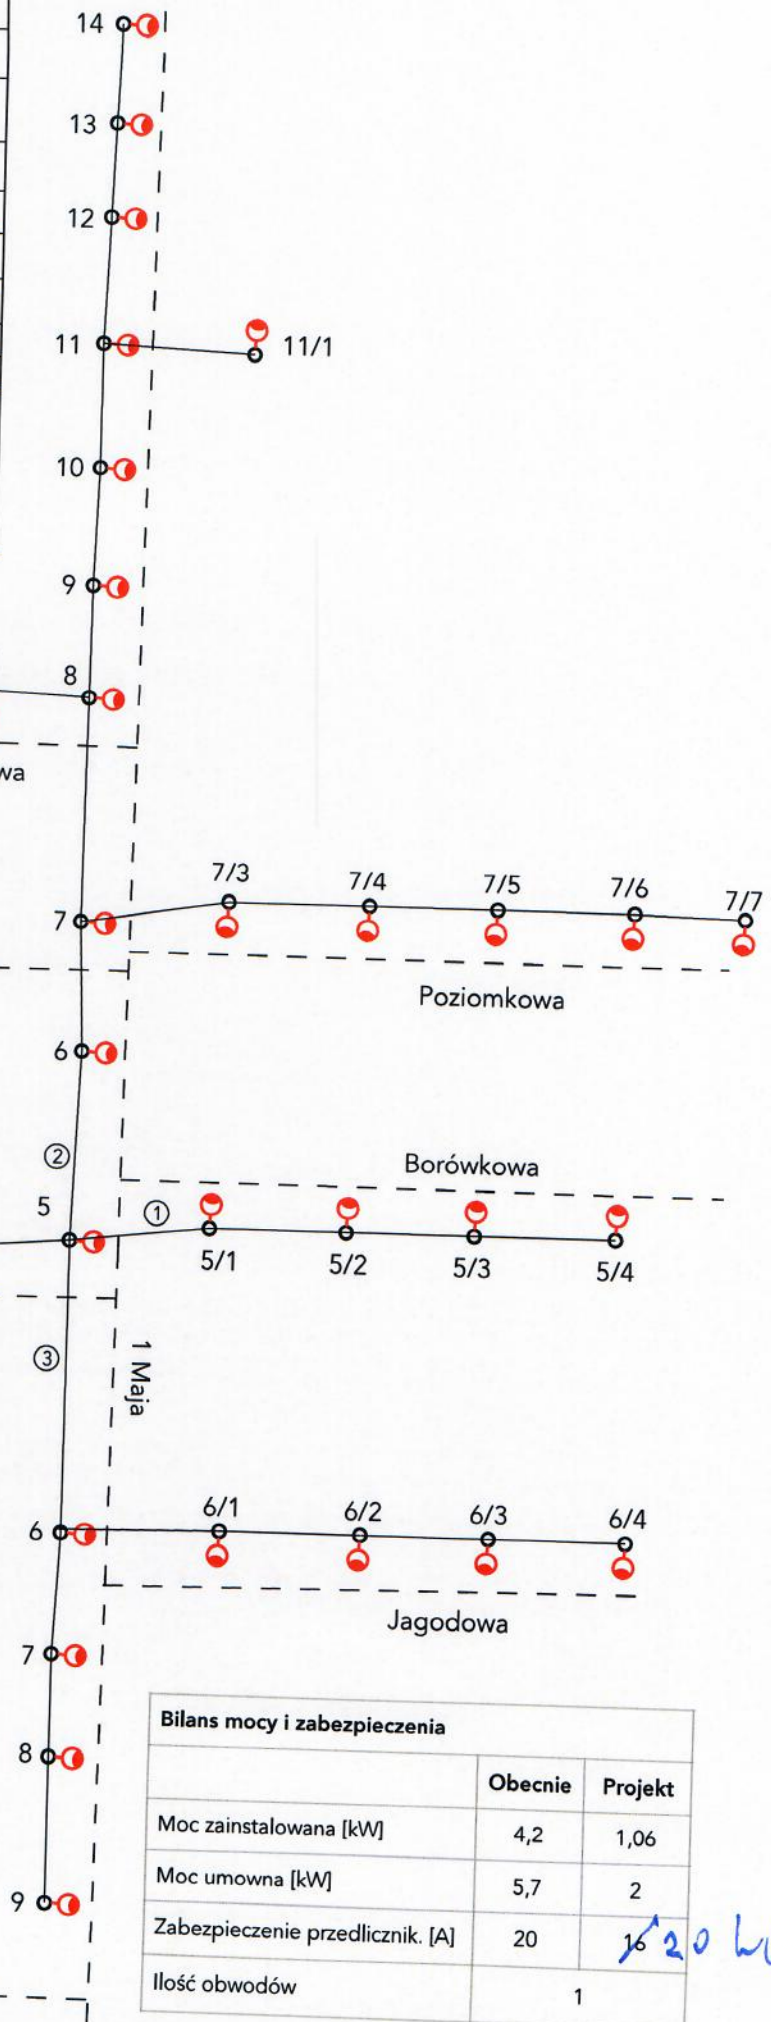 14
13
12
11
11/1
10
9
8
wa
7/3
7/4
7/5
7/6
7/7
7
Poziomkowa
6
②
Borówkowa
5
①
5/1
5/2
5/3
5/4
③
1 Maja
6
6/1
6/2
6/3
6/4
Jagodowa
7
8
9
Bilans mocy i zabezpieczenia
Obecnie Projekt
Moc zainstalowana [kW] 4,2 1,06
Moc umowna [kW] 5,7 2
Zabezpieczenie przedlicznik. [A] 20 16 20
Ilość obwodów 1